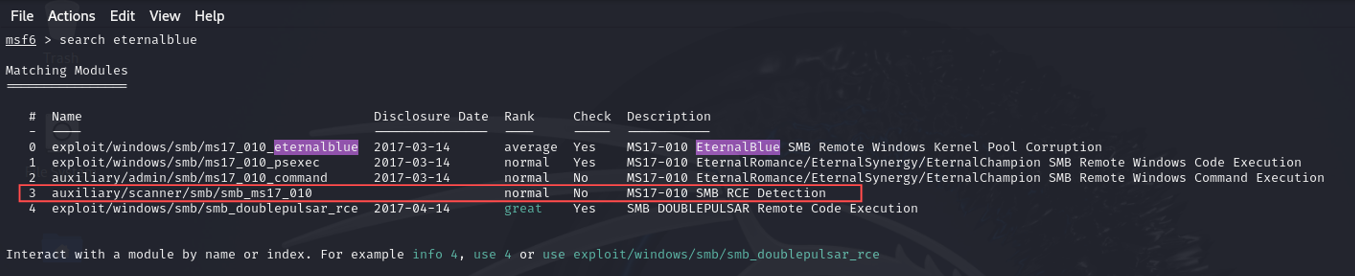 File Actions Edit View Help
msf6 > search eternalblue
Matching Modules
================
# Name Disclosure Date Rank Check Description
- ---- --------------- ---- ----- -----------
0 exploit/windows/smb/ms17_010_eternalblue 2017-03-14 average Yes MS17-010 EternalBlue SMB Remote Windows Kernel Pool Corruption
1 exploit/windows/smb/ms17_010_psexec 2017-03-14 normal Yes MS17-010 EternalRomance/EternalSynergy/EternalChampion SMB Remote Windows Code Execution
2 auxiliary/admin/smb/ms17_010_command 2017-03-14 normal No MS17-010 EternalRomance/EternalSynergy/EternalChampion SMB Remote Windows Command Execution
3 auxiliary/scanner/smb/smb_ms17_010 normal No MS17-010 SMB RCE Detection
4 exploit/windows/smb/smb_doublepulsar_rce 2017-04-14 great Yes SMB DOUBLEPULSAR Remote Code Execution
Interact with a module by name or index. For example info 4, use 4 or use exploit/windows/smb/smb_doublepulsar_rce